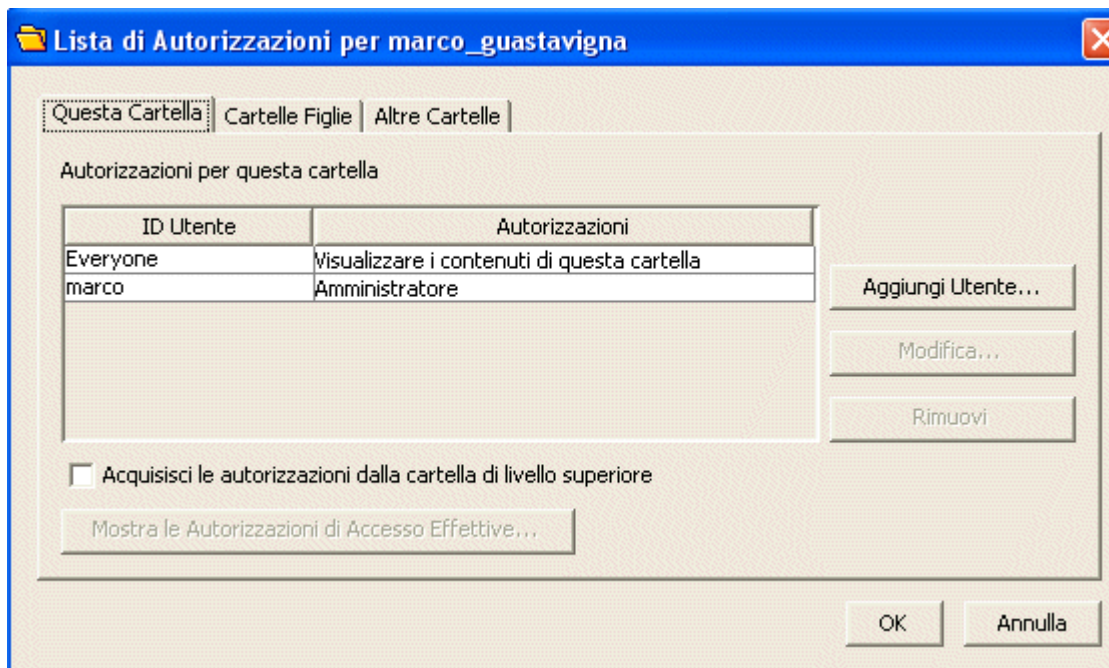 Lista di Autorizzazioni per marco_guastavigna
Questa Cartella Cartelle Figlie Altre Cartelle
Autorizzazioni per questa cartella
ID Utente Autorizzazioni
Everyone Visualizzare i contenuti di questa cartella
marco Amministratore
Aggiungi Utente...
Modifica...
Rimuovi
Acquisisci le autorizzazioni dalla cartella di livello superiore
Mostra le Autorizzazioni di Accesso Effettive...
OK Annulla